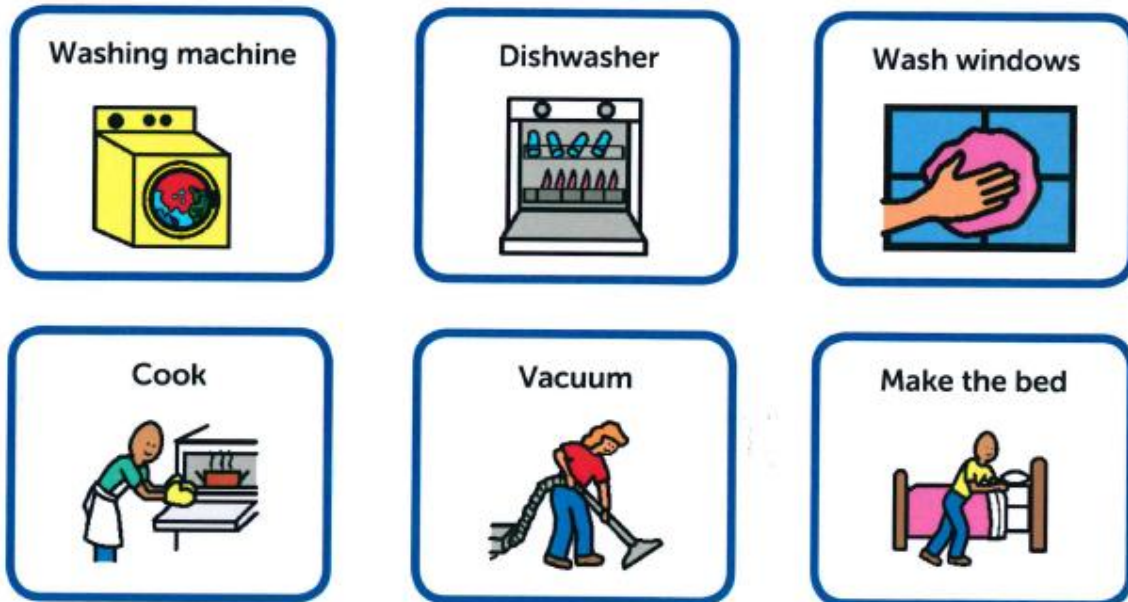 Washing machine
Dishwasher
Wash windows
Cook
Vacuum
Make the bed